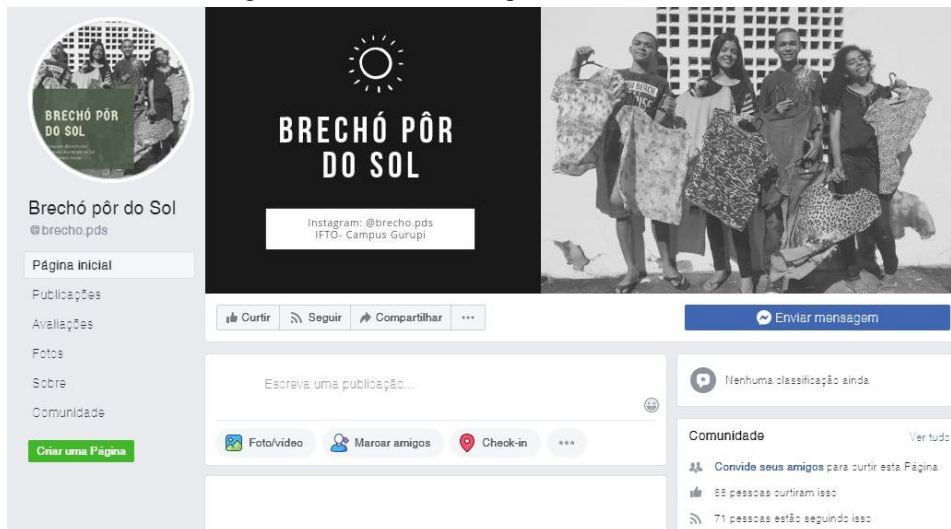 BRECHÓ PÔR
DO SOL
Brechó pôr do Sol
@brecho.pds
Página inicial
Publicações
Avaliações
Fotos
Sobre
Comunidade
Criar uma Página
BRECHÓ PÔR
DO SOL
Instagram: @brecho.pds
IFTO- Campus Gurupi
Curtir Seguir Compartilhar ...
Enviar mensagem
Escreva uma publicação...
Foto/vídeo Marcar amigos Check-in ...
Nenhuma classificação ainda
Comunidade Ver tudo
Convide seus amigos para curtir esta Página
pessoas curtiram isso
71 pessoas estão seguindo isso